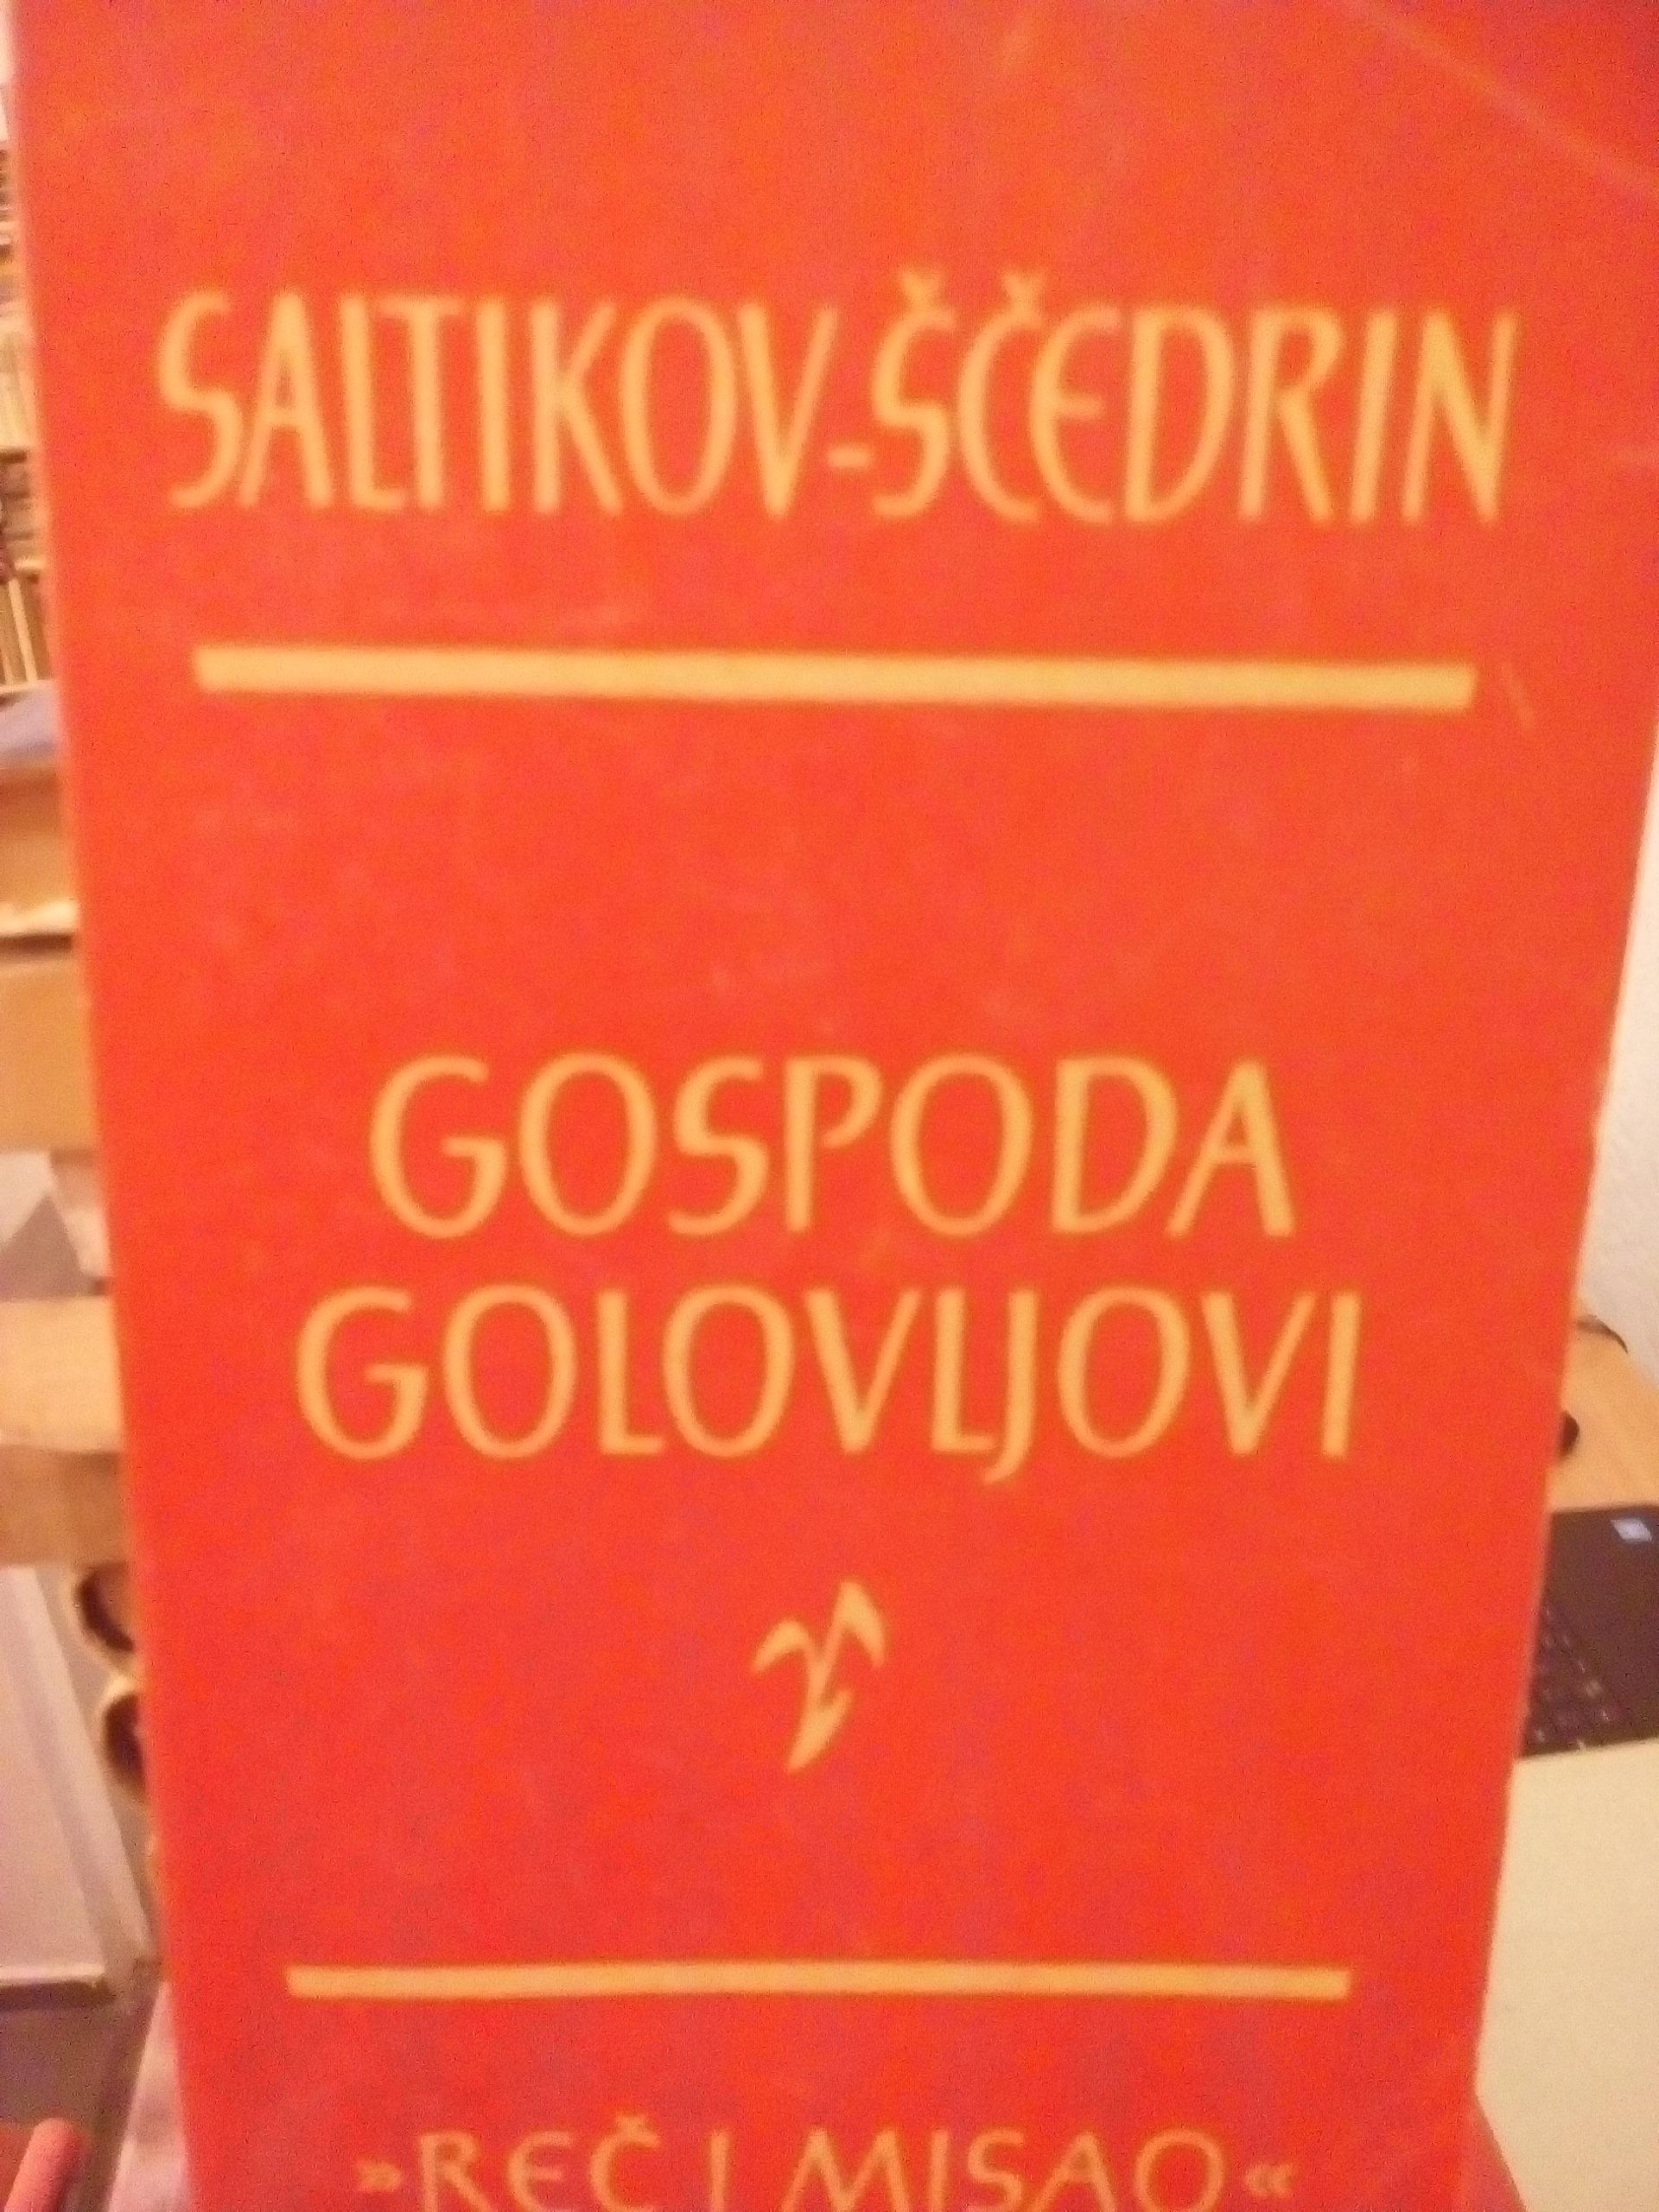 SALTIKOV-ŠČEDRIN
GOSPODA
GOLOVLJOVI
»REČ I MISAO«